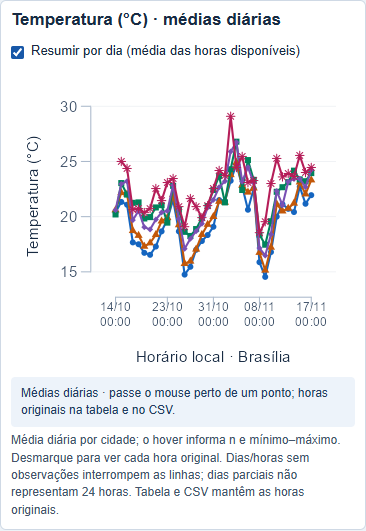 Temperatura (°C) · médias diárias
Resumir por dia (média das horas disponíveis)
Temperatura (°C)
30
25
20
15
14/10 23/10 31/10 08/11 17/11
00:00 00:00 00:00 00:00 00:00
Horário local · Brasília
Médias diárias · passe o mouse perto de um ponto; horas
originais na tabela e no CSV.
Média diária por cidade; o hover informa n e mínimo–máximo.
Desmarque para ver cada hora original. Dias/horas sem
observações interrompem as linhas; dias parciais não
representam 24 horas. Tabela e CSV mantêm as horas
originais.